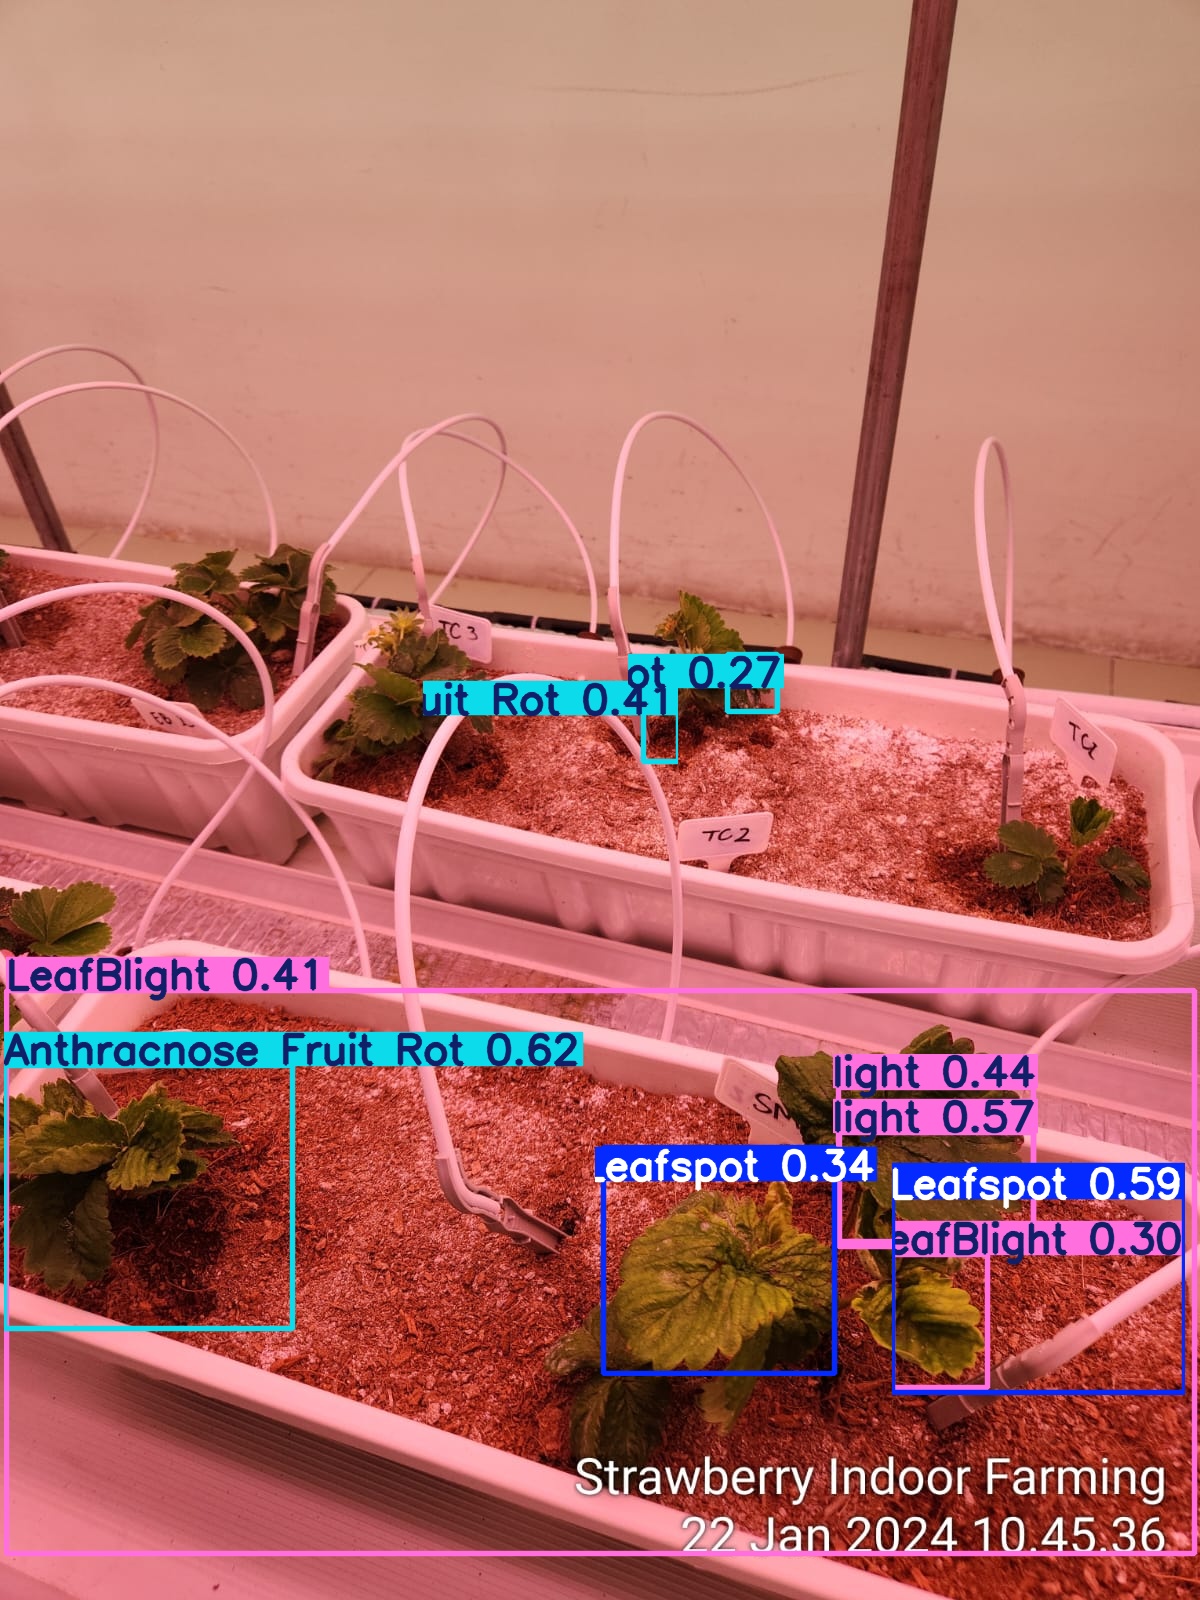 TC 3
ot 0.27
uit Rot 0.41
TC2
LeafBlight 0.41
Anthracnose Fruit Rot 0.62
light 0.44
SN
light 0.57
Leafspot 0.34
Leafspot 0.59
eafBlight 0.30
Strawberry Indoor Farming
22 Jan 2024 10.45.36